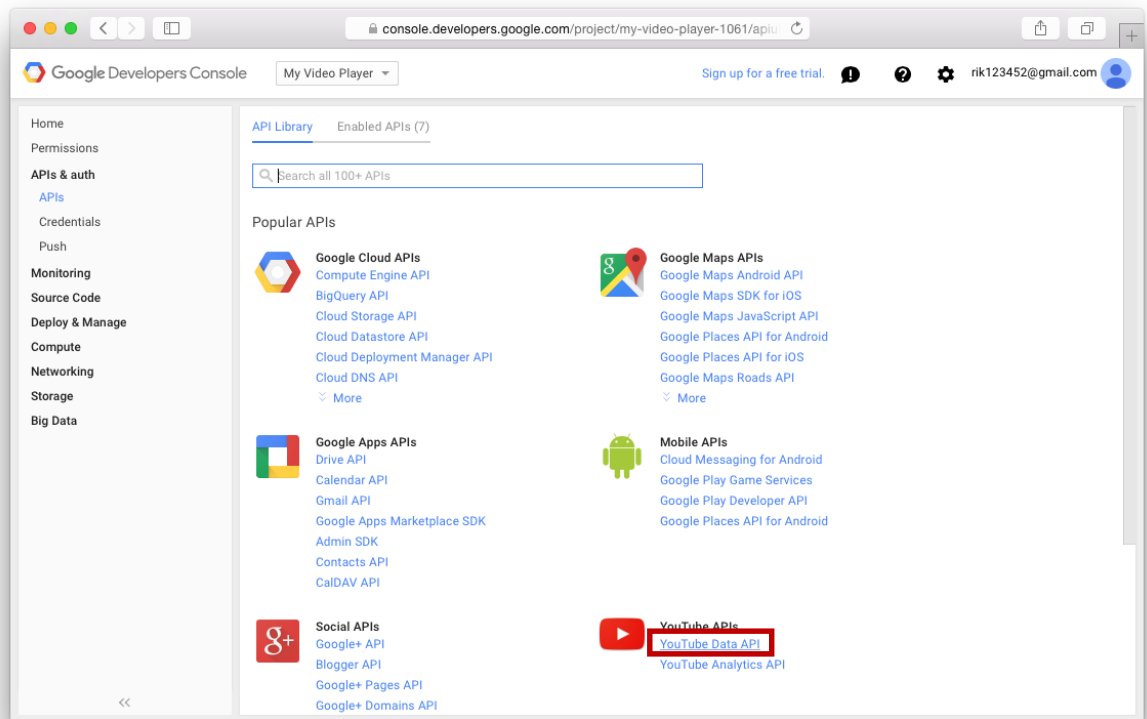 console.developers.google.com/project/my-video-player-1061/apiu
Google Developers Console
My Video Player
Sign up for a free trial.
rik123452@gmail.com
Home
Permissions
APIs & auth
APIs
Credentials
Push
Monitoring
Source Code
Deploy & Manage
Compute
Networking
Storage
Big Data
API Library
Enabled APIs (7)
Search all 100+ APIs
Popular APIs
Google Cloud APIs
Compute Engine API
BigQuery API
Cloud Storage API
Cloud Datastore API
Cloud Deployment Manager API
Cloud DNS API
More
Google Maps APIs
Google Maps Android API
Google Maps SDK for iOS
Google Maps JavaScript API
Google Places API for Android
Google Places API for iOS
Google Maps Roads API
More
Google Apps APIs
Drive API
Calendar API
Gmail API
Google Apps Marketplace SDK
Admin SDK
Contacts API
CalDAV API
Mobile APIs
Cloud Messaging for Android
Google Play Game Services
Google Play Developer API
Google Places API for Android
g+
Social APIs
Google+ API
Blogger API
Google+ Pages API
Google+ Domains API
YouTube APIs
YouTube Data API
YouTube Analytics API